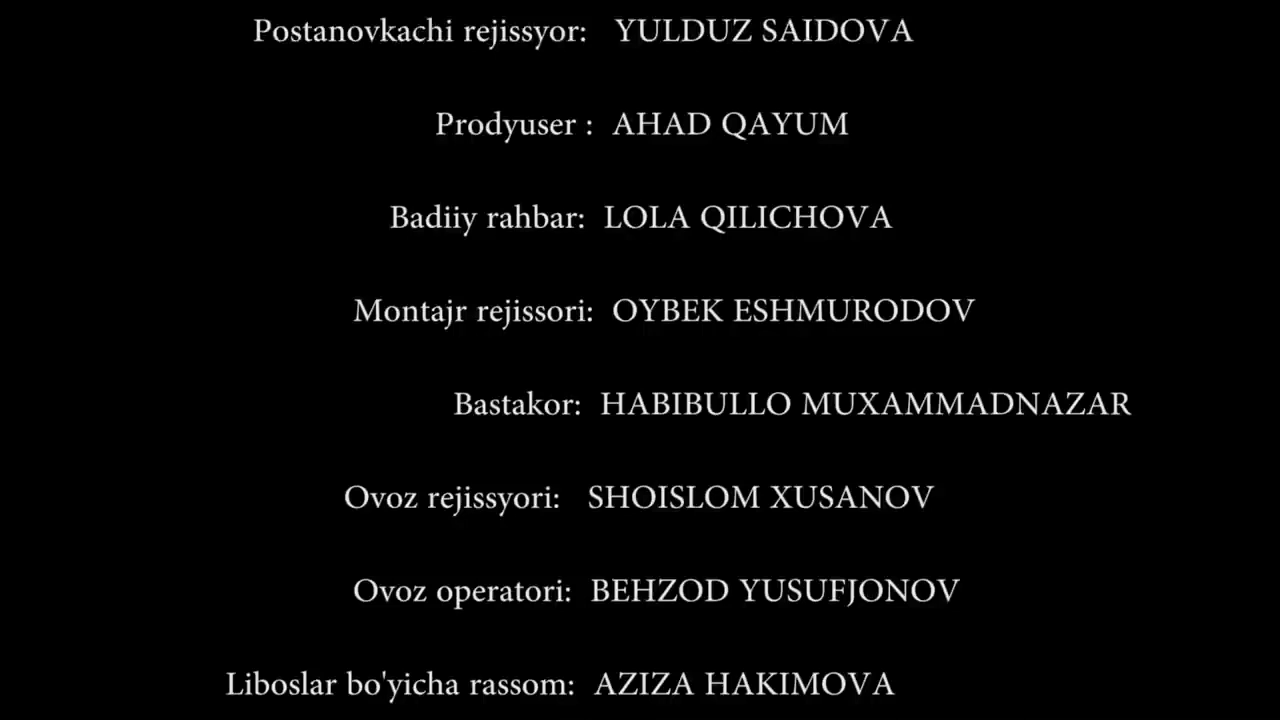 Postanovkachi rejissyor: YULDUZ SAIDOVA
Prodyuser : AHAD QAYUM
Badiiy rahbar: LOLA QILICHOVA
Montajr rejissori: OYBEK ESHMURODOV
Bastakor: HABIBULLO MUXAMMADNAZAR
Ovoz rejissyori: SHOISLOM XUSANOV
Ovoz operatori: BEHZOD YUSUFJONOV
Liboslar bo'yicha rassom: AZIZA HAKIMOVA